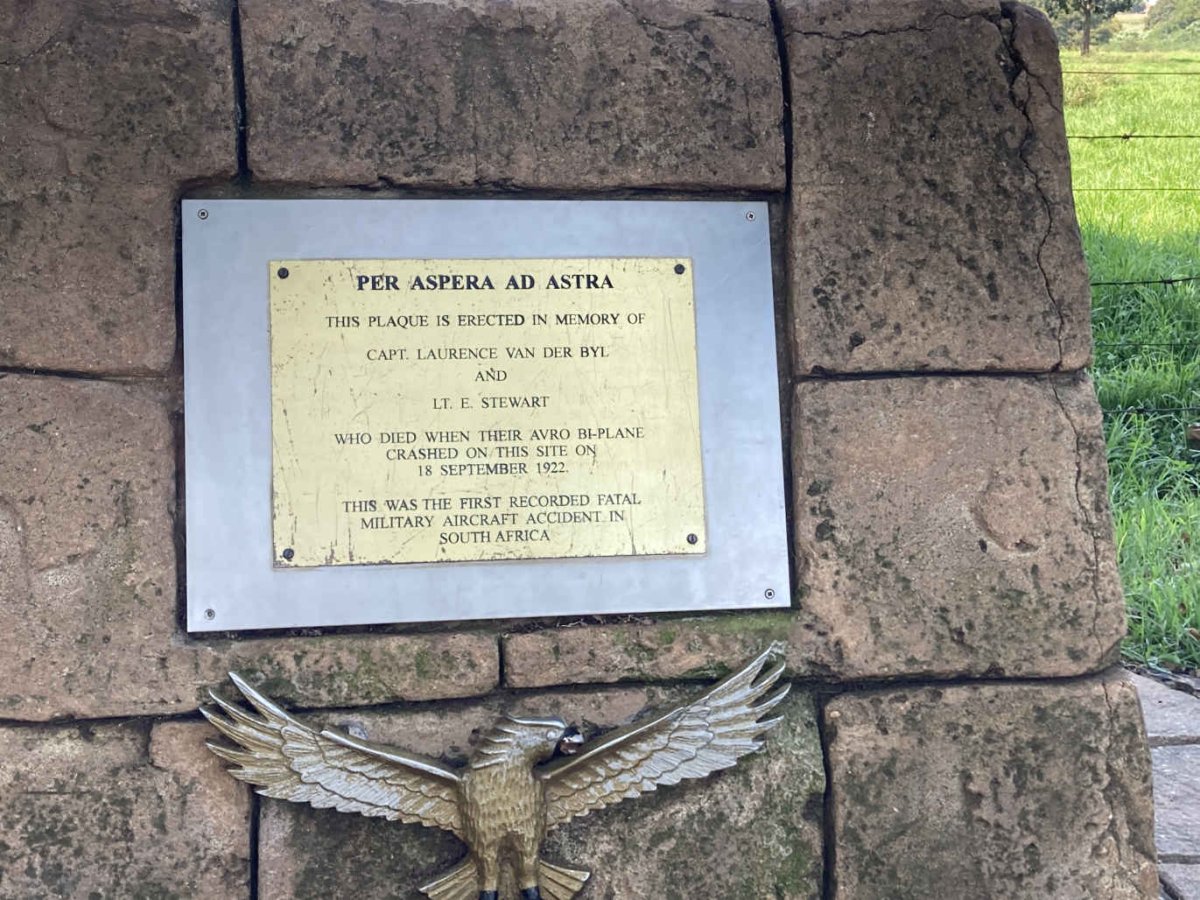 PER ASPERA AD ASTRA
THIS PLAQUE IS ERECTED IN MEMORY OF
CAPT. LAURENCE VAN DER BYL
AND
LT. E. STEWART
WHO DIED WHEN THEIR AVRO BI-PLANE
CRASHED ON THIS SITE ON
18 SEPTEMBER 1922.
THIS WAS THE FIRST RECORDED FATAL
MILITARY AIRCRAFT ACCIDENT IN
SOUTH AFRICA